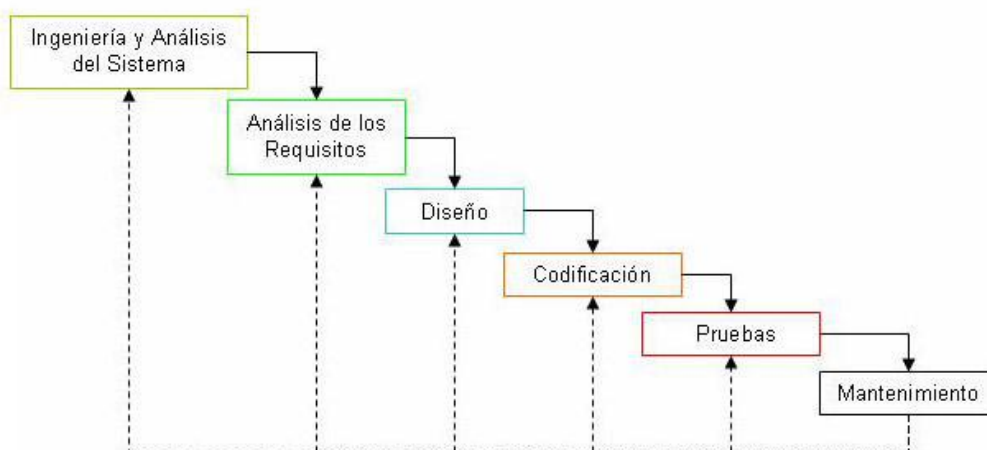 Ingeniería y Análisis
del Sistema
Análisis de los
Requisitos
Diseño
Codificación
Pruebas
Mantenimiento